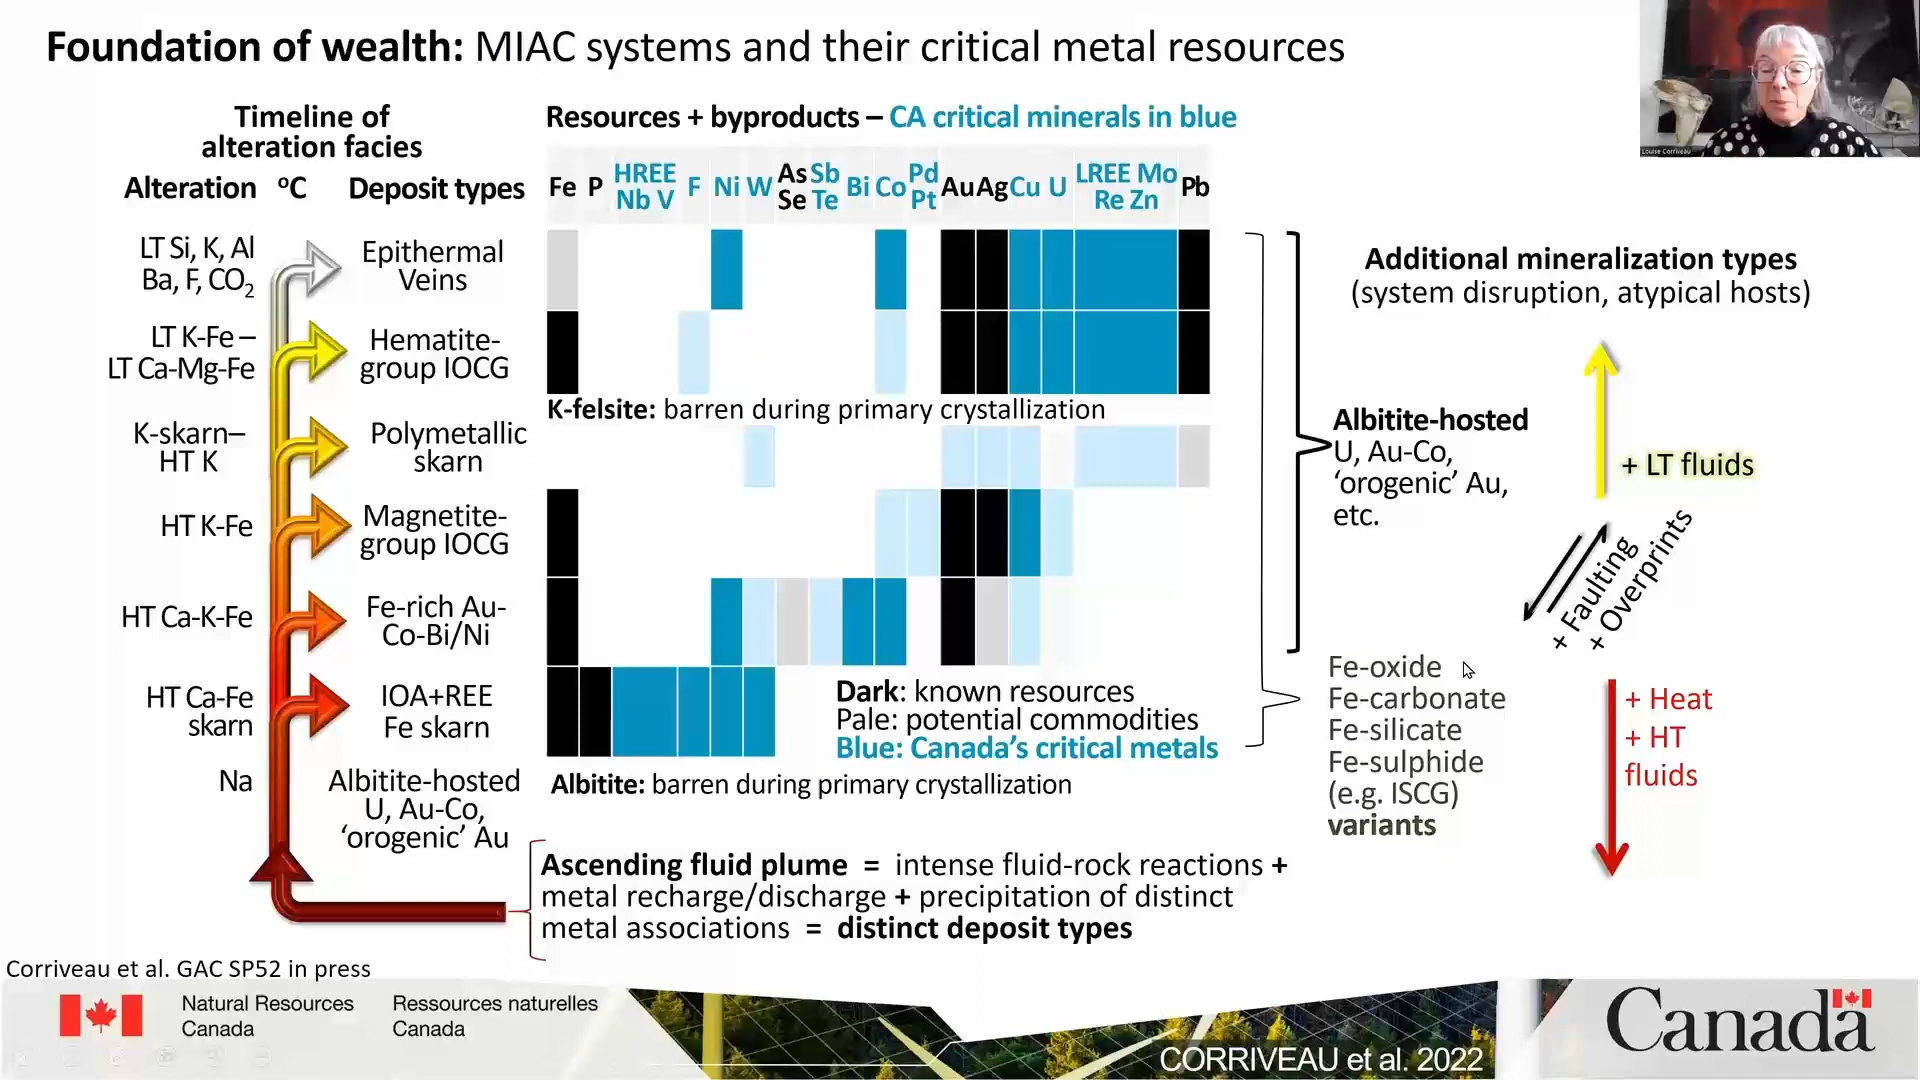 Foundation of wealth: MIAC systems and their critical metal resources
Louise Corriveau
Timeline of
alteration facies
Alteration ºC Deposit types
Resources + byproducts – CA critical minerals in blue
Fe P HREE Nb V F Ni W As Se Sb Te Bi Co Pd Pt Au Ag Cu U LREE Mo Re Zn Pb
LT Si, K, Al
Ba, F, CO2
Epithermal
Veins
LT K-Fe –
LT Ca-Mg-Fe
Hematite-
group IOCG
K-felsite: barren during primary crystallization
K-skarn–
HT K
Polymetallic
skarn
HT K-Fe
Magnetite-
group IOCG
HT Ca-K-Fe
Fe-rich Au-
Co-Bi/Ni
HT Ca-Fe
skarn
IOA+REE
Fe skarn
Dark: known resources
Pale: potential commodities
Blue: Canada’s critical metals
Na
Albitite-hosted
U, Au-Co,
‘orogenic’ Au
Albitite: barren during primary crystallization
Ascending fluid plume = intense fluid-rock reactions +
metal recharge/discharge + precipitation of distinct
metal associations = distinct deposit types
Additional mineralization types
(system disruption, atypical hosts)
Albitite-hosted
U, Au-Co,
‘orogenic’ Au,
etc.
+ LT fluids
+ Faulting
+ Overprints
Fe-oxide
Fe-carbonate
Fe-silicate
Fe-sulphide
(e.g. ISCG)
variants
+ Heat
+ HT
fluids
Corriveau et al. GAC SP52 in press
Natural Resources
Canada
Ressources naturelles
Canada
CORRIVEAU et al. 2022
Canada